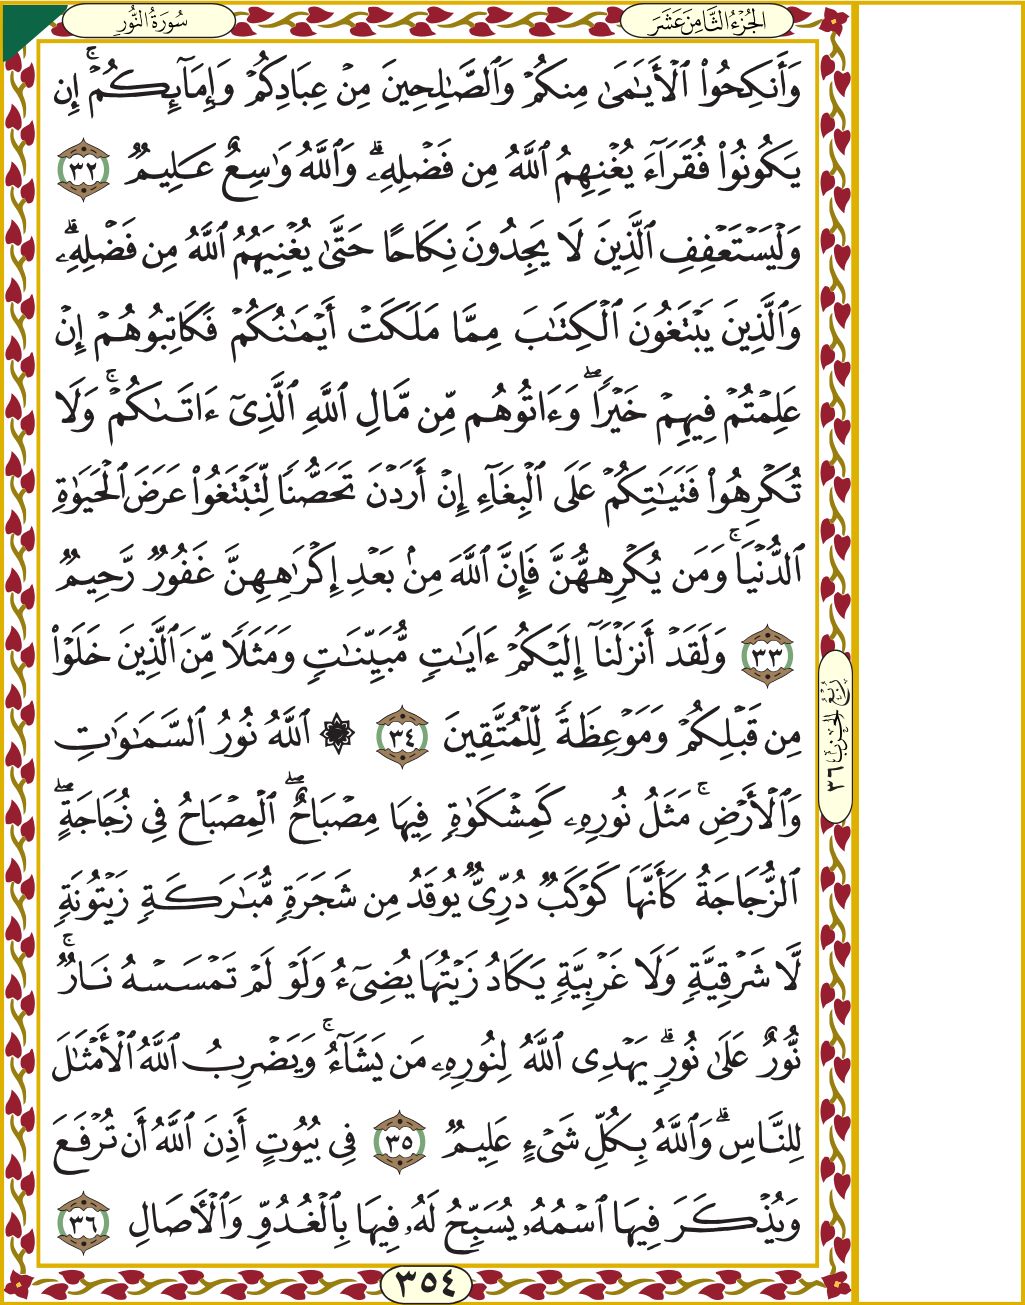 الجُزْءُ الثَّامِنَ عَشَرَ
سُورَةُ النُّورِ
وَأَنكِحُوا۟ ٱلْأَيَـٰمَىٰ مِنكُمْ وَٱلصَّـٰلِحِينَ مِنْ عِبَادِكُمْ وَإِمَآئِكُمْ ۚ إِن
يَكُونُوا۟ فُقَرَآءَ يُغْنِهِمُ ٱللَّهُ مِن فَضْلِهِۦ ۗ وَٱللَّهُ وَٰسِعٌ عَلِيمٌ ٣٢
وَلْيَسْتَعْفِفِ ٱلَّذِينَ لَا يَجِدُونَ نِكَاحًا حَتَّىٰ يُغْنِيَهُمُ ٱللَّهُ مِن فَضْلِهِۦ ۗ
وَٱلَّذِينَ يَبْتَغُونَ ٱلْكِتَـٰبَ مِمَّا مَلَكَتْ أَيْمَـٰنُكُمْ فَكَاتِبُوهُمْ إِنْ
عَلِمْتُمْ فِيهِمْ خَيْرًا ۖ وَءَاتُوهُم مِّن مَّالِ ٱللَّهِ ٱلَّذِىٓ ءَاتَىٰكُمْ ۚ وَلَا
تُكْرِهُوا۟ فَتَيَـٰتِكُمْ عَلَى ٱلْبِغَآءِ إِنْ أَرَدْنَ تَحَصُّنًا لِّتَبْتَغُوا۟ عَرَضَ ٱلْحَيَوٰةِ
ٱلدُّنْيَا ۚ وَمَن يُكْرِههُّنَّ فَإِنَّ ٱللَّهَ مِنۢ بَعْدِ إِكْرَٰهِهِنَّ غَفُورٌ رَّحِيمٌ
٣٣ وَلَقَدْ أَنزَلْنَآ إِلَيْكُمْ ءَايَـٰتٍ مُّبَيِّنَـٰتٍ وَمَثَلًا مِّنَ ٱلَّذِينَ خَلَوْا۟
مِن قَبْلِكُمْ وَمَوْعِظَةً لِّلْمُتَّقِينَ ٣٤ ۞ ٱللَّهُ نُورُ ٱلسَّمَـٰوَٰتِ
وَٱلْأَرْضِ ۚ مَثَلُ نُورِهِۦ كَمِشْكَوٰةٍ فِيهَا مِصْبَاحٌ ۖ ٱلْمِصْبَاحُ فِى زُجَاجَةٍ ۖ
ٱلزُّجَاجَةُ كَأَنَّهَا كَوْكَبٌ دُرِّىٌّ يُوقَدُ مِن شَجَرَةٍ مُّبَـٰرَكَةٍ زَيْتُونَةٍ
لَّا شَرْقِيَّةٍ وَلَا غَرْبِيَّةٍ يَكَادُ زَيْتُهَا يُضِىٓءُ وَلَوْ لَمْ تَمْسَسْهُ نَارٌ ۚ
نُّورٌ عَلَىٰ نُورٍ ۗ يَهْدِى ٱللَّهُ لِنُورِهِۦ مَن يَشَآءُ ۚ وَيَضْرِبُ ٱللَّهُ ٱلْأَمْثَـٰلَ
لِلنَّاسِ ۗ وَٱللَّهُ بِكُلِّ شَىْءٍ عَلِيمٌ ٣٥ فِى بُيُوتٍ أَذِنَ ٱللَّهُ أَن تُرْفَعَ
وَيُذْكَرَ فِيهَا ٱسْمُهُۥ يُسَبِّحُ لَهُۥ فِيهَا بِٱلْغُدُوِّ وَٱلْـَٔاصَالِ ٣٦
رُبْعُ الحِزْبِ ٣٦
٣٥٤